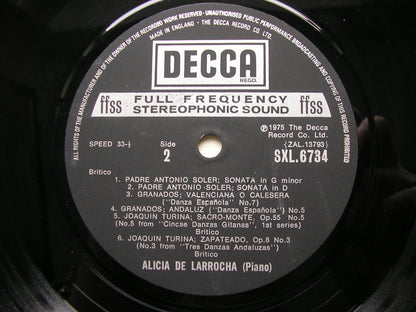 ALL RIGHTS OF THE MANUFACTURER AND OF THE OWNER OF THE RECORDED WORK RESERVED · UNAUTHORISED PUBLIC PERFORMANCE BROADCASTING AND COPYING OF THIS RECORD PROHIBITED
MADE IN ENGLAND · THE DECCA RECORD CO. LTD.
DECCA
REGD.
ffss FULL FREQUENCY ffss
STEREOPHONIC SOUND
℗ 1975 The Decca
Record Co. Ltd.
SPEED 33-⅓ Side (ZAL.13793)
2 SXL.6734
Britico
1. PADRE ANTONIO SOLER; SONATA in G minor
2. PADRE ANTONIO SOLER; SONATA in D
3. GRANADOS; VALENCIANA O CALESERA
("Danza Española" No.7)
4. GRANADOS; ANDALUZ ("Danza Española") No.5
5. JOAQUIN TURINA; SACRO-MONTE. Op.55 No.5
(No.5 from "Cincse Danzas Gitanas", 1st series)
Britico
6. JOAQUIN TURINA; ZAPATEADO, Op.8 No.3
(No.3 from "Tres Danzas Andaluzas")
Britico
ALICIA DE LARROCHA (Piano)